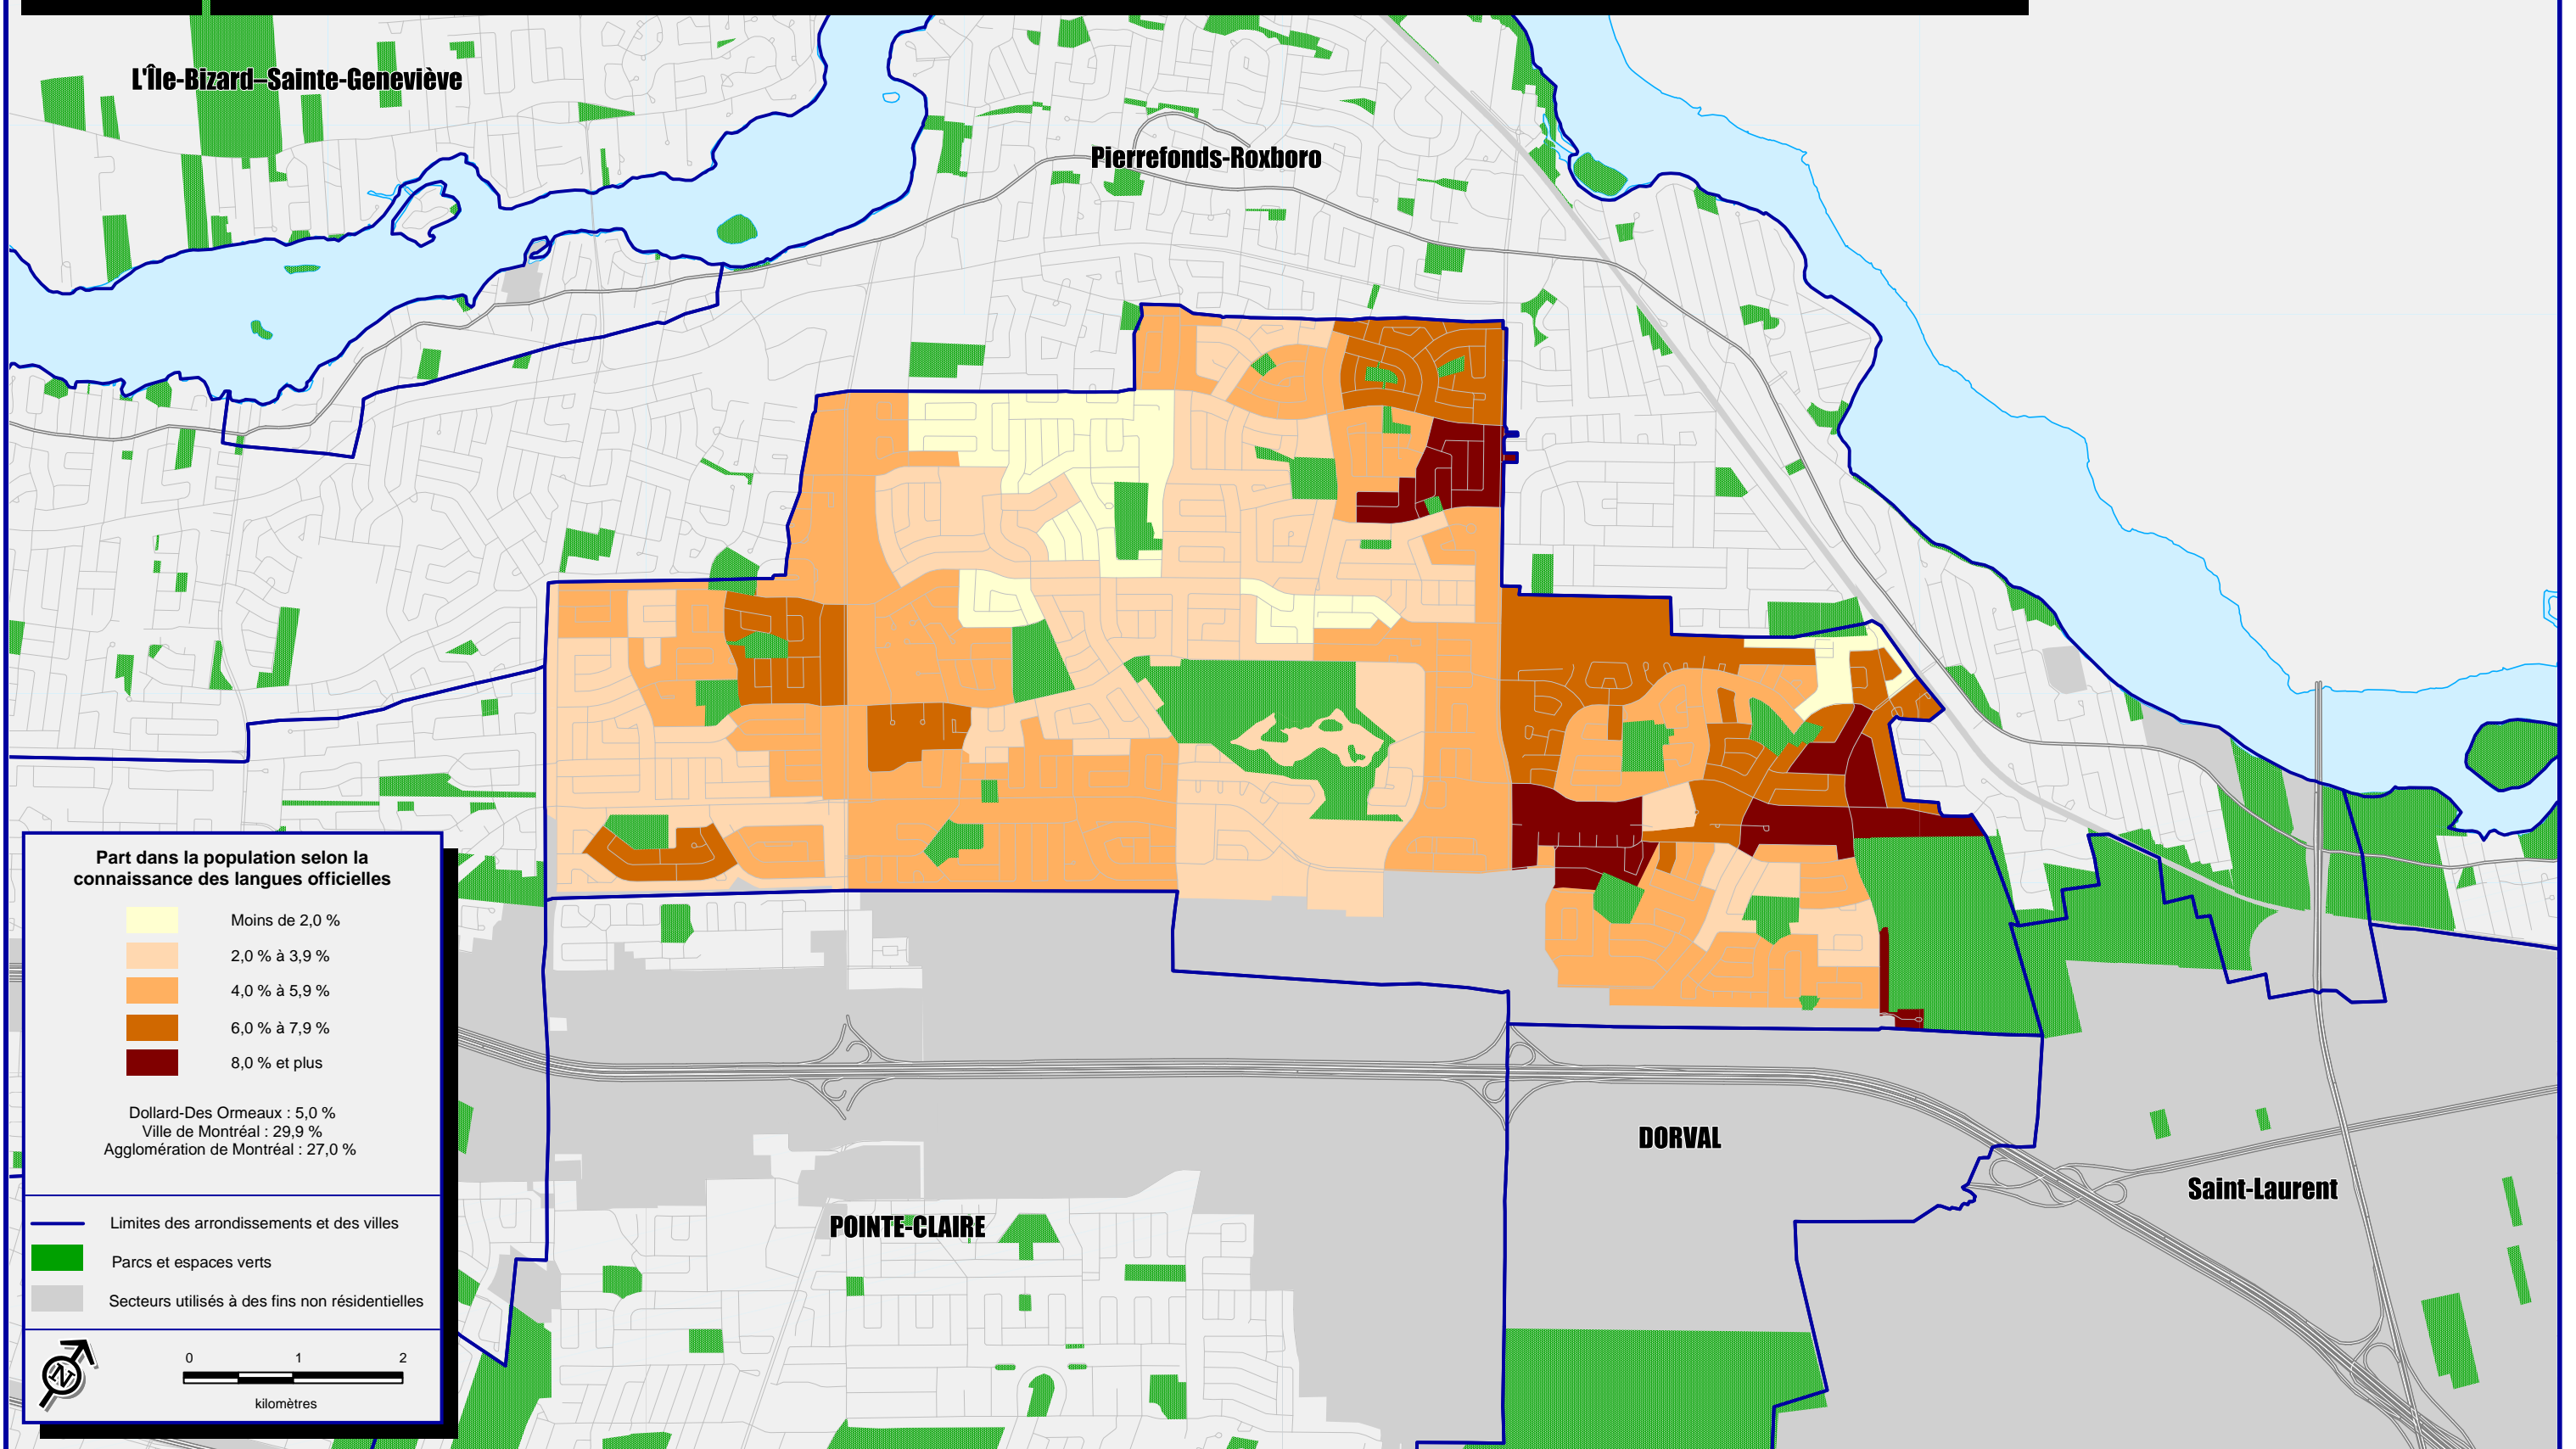 L'Île-Bizard–Sainte-Geneviève
Pierrefonds-Roxboro
Part dans la population selon la
connaissance des langues officielles
Moins de 2,0 %
2,0 % à 3,9 %
4,0 % à 5,9 %
6,0 % à 7,9 %
8,0 % et plus
Dollard-Des Ormeaux : 5,0 %
Ville de Montréal : 29,9 %
Agglomération de Montréal : 27,0 %
Limites des arrondissements et des villes
Parcs et espaces verts
Secteurs utilisés à des fins non résidentielles
N
0 1 2
kilomètres
DORVAL
Saint-Laurent
POINTE-CLAIRE